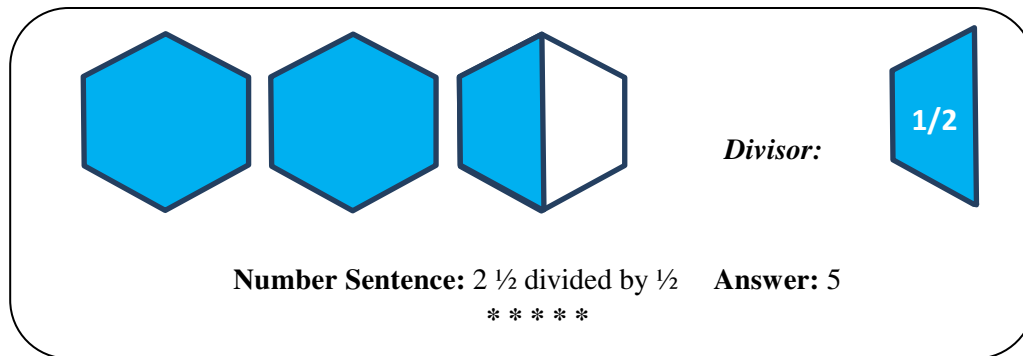 Divisor:
1/2
Number Sentence: 2 ½ divided by ½ Answer: 5
* * * * *